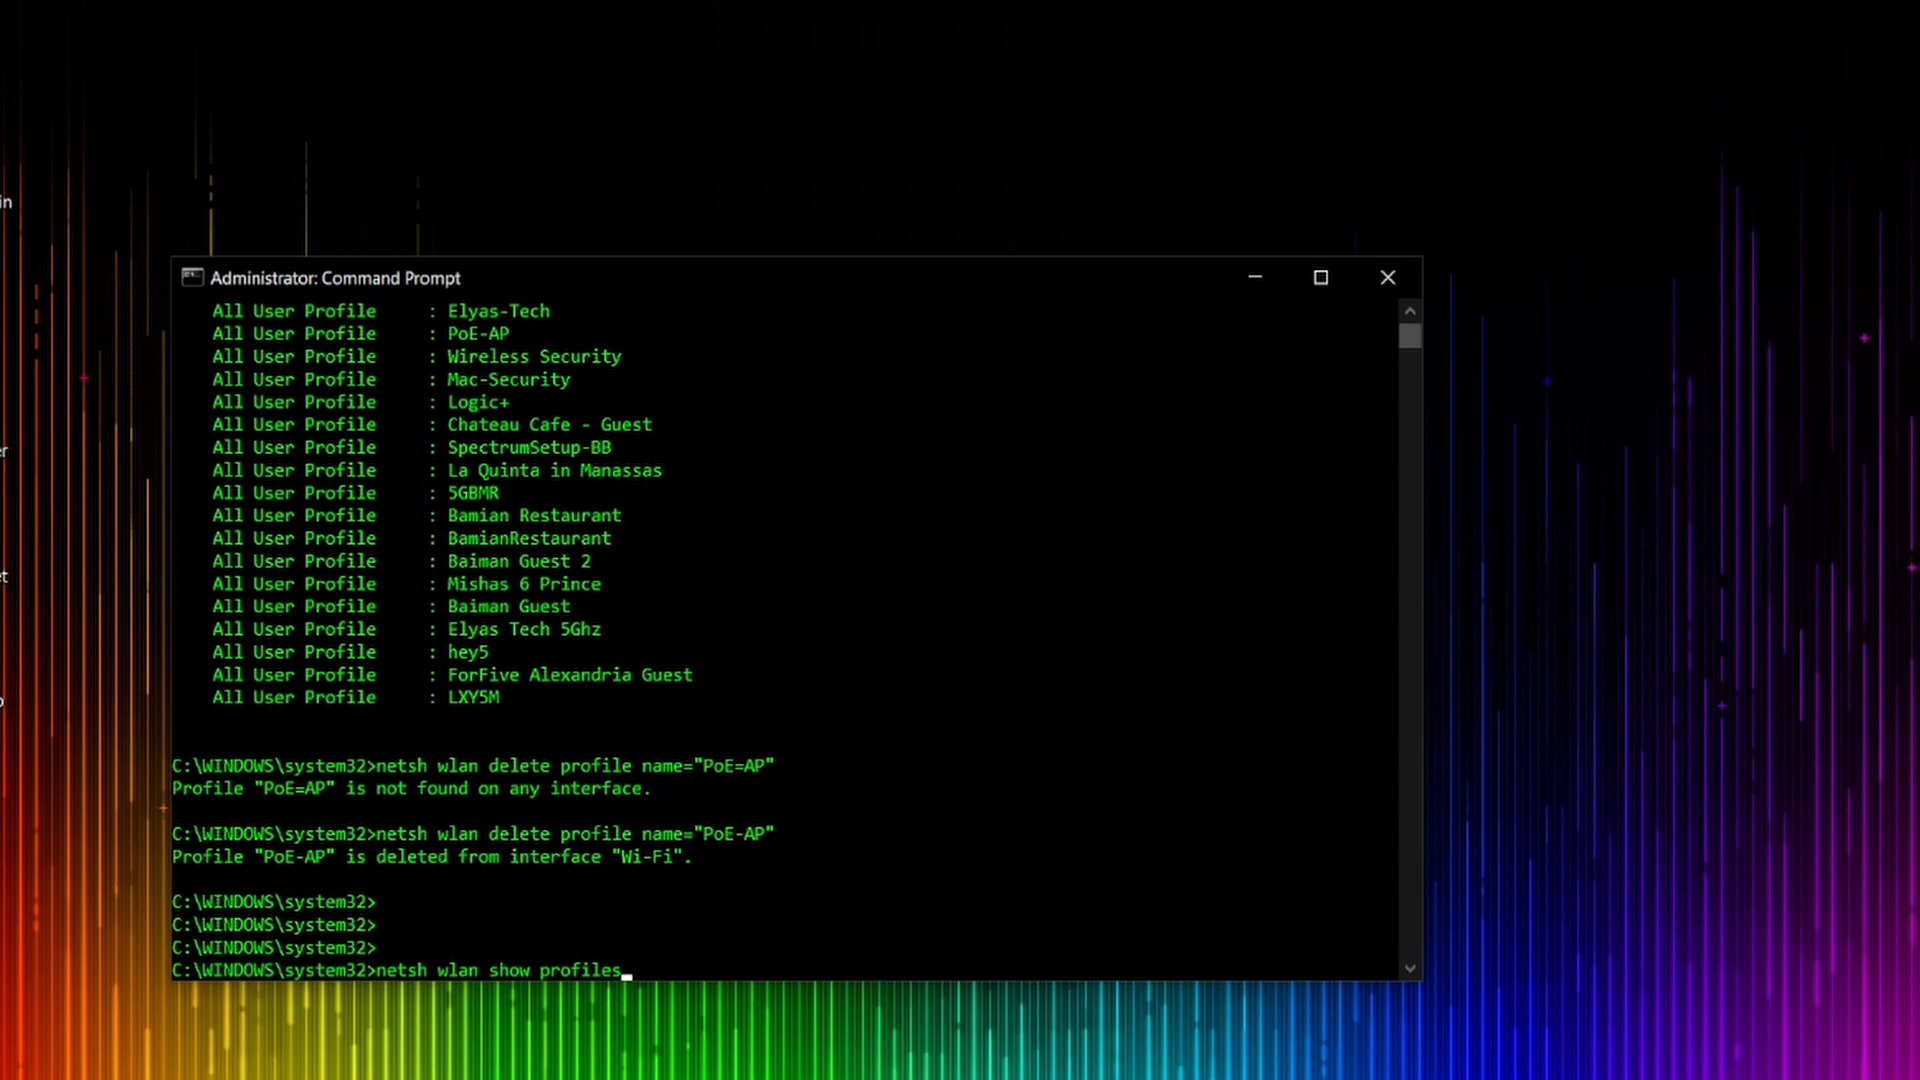 in
er
et
Administrator: Command Prompt
All User Profile : Elyas-Tech
All User Profile : PoE-AP
All User Profile : Wireless Security
All User Profile : Mac-Security
All User Profile : Logic+
All User Profile : Chateau Cafe - Guest
All User Profile : SpectrumSetup-BB
All User Profile : La Quinta in Manassas
All User Profile : 5GBMR
All User Profile : Bamian Restaurant
All User Profile : BamianRestaurant
All User Profile : Baiman Guest 2
All User Profile : Mishas 6 Prince
All User Profile : Baiman Guest
All User Profile : Elyas Tech 5Ghz
All User Profile : hey5
All User Profile : ForFive Alexandria Guest
All User Profile : LXY5M
C:\WINDOWS\system32>netsh wlan delete profile name="PoE=AP"
Profile "PoE=AP" is not found on any interface.
C:\WINDOWS\system32>netsh wlan delete profile name="PoE-AP"
Profile "PoE-AP" is deleted from interface "Wi-Fi".
C:\WINDOWS\system32>
C:\WINDOWS\system32>
C:\WINDOWS\system32>
C:\WINDOWS\system32>netsh wlan show profiles